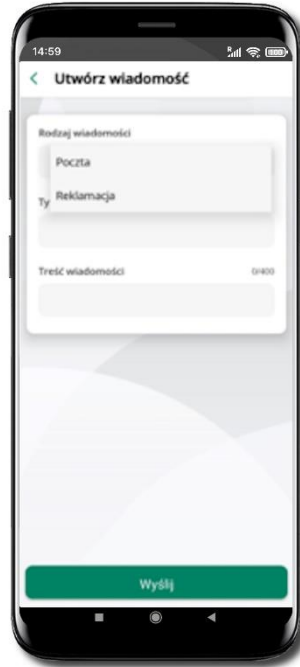 14:59
Utwórz wiadomość
Rodzaj wiadomości
Poczta
Reklamacja
Ty
Treść wiadomości 0/400
Wyślij